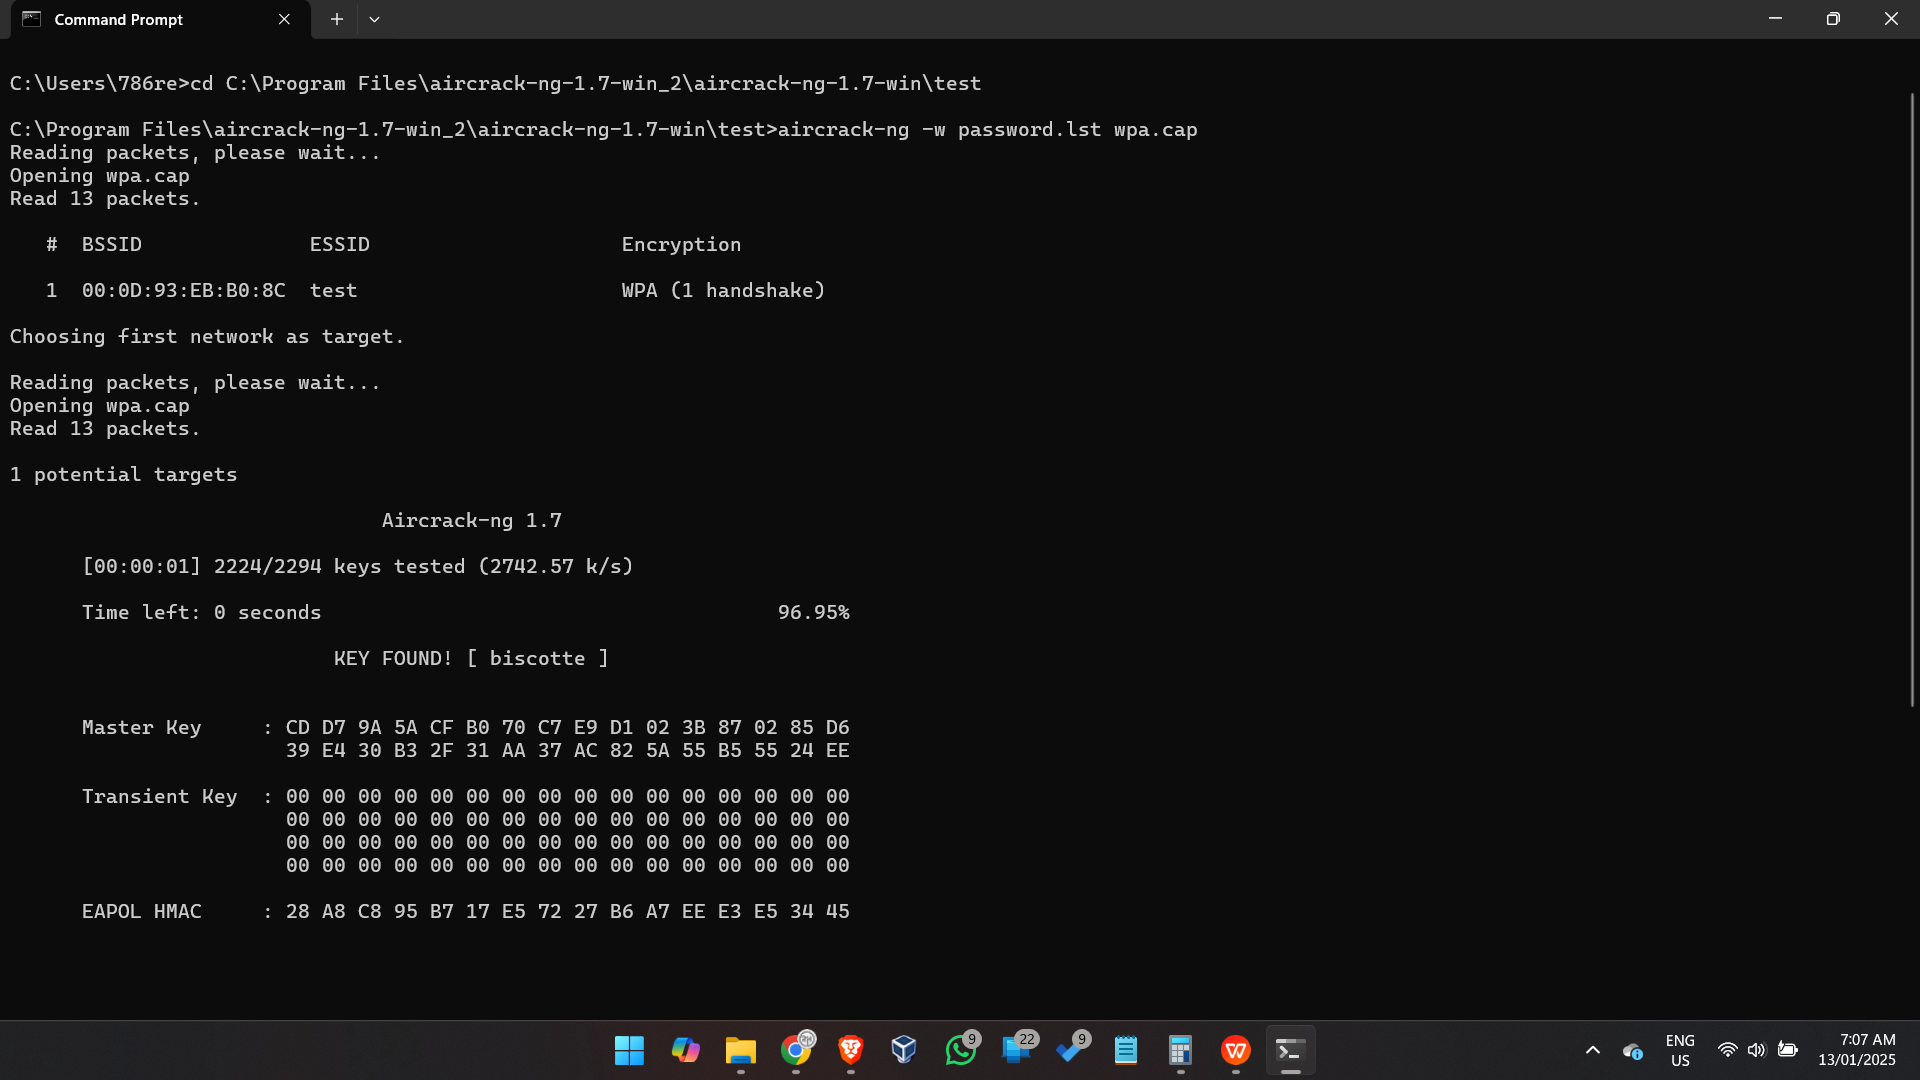 Command Prompt
C:\Users\786re>cd C:\Program Files\aircrack-ng-1.7-win_2\aircrack-ng-1.7-win\test
C:\Program Files\aircrack-ng-1.7-win_2\aircrack-ng-1.7-win\test>aircrack-ng -w password.lst wpa.cap
Reading packets, please wait...
Opening wpa.cap
Read 13 packets.
# BSSID ESSID Encryption
1 00:0D:93:EB:B0:8C test WPA (1 handshake)
Choosing first network as target.
Reading packets, please wait...
Opening wpa.cap
Read 13 packets.
1 potential targets
Aircrack-ng 1.7
[00:00:01] 2224/2294 keys tested (2742.57 k/s)
Time left: 0 seconds 96.95%
KEY FOUND! [ biscotte ]
Master Key : CD D7 9A 5A CF B0 70 C7 E9 D1 02 3B 87 02 85 D6
39 E4 30 B3 2F 31 AA 37 AC 82 5A 55 B5 55 24 EE
Transient Key : 00 00 00 00 00 00 00 00 00 00 00 00 00 00 00 00
00 00 00 00 00 00 00 00 00 00 00 00 00 00 00 00
00 00 00 00 00 00 00 00 00 00 00 00 00 00 00 00
00 00 00 00 00 00 00 00 00 00 00 00 00 00 00 00
EAPOL HMAC : 28 A8 C8 95 B7 17 E5 72 27 B6 A7 EE E3 E5 34 45
9 22 9
ENG 7:07 AM
US 13/01/2025